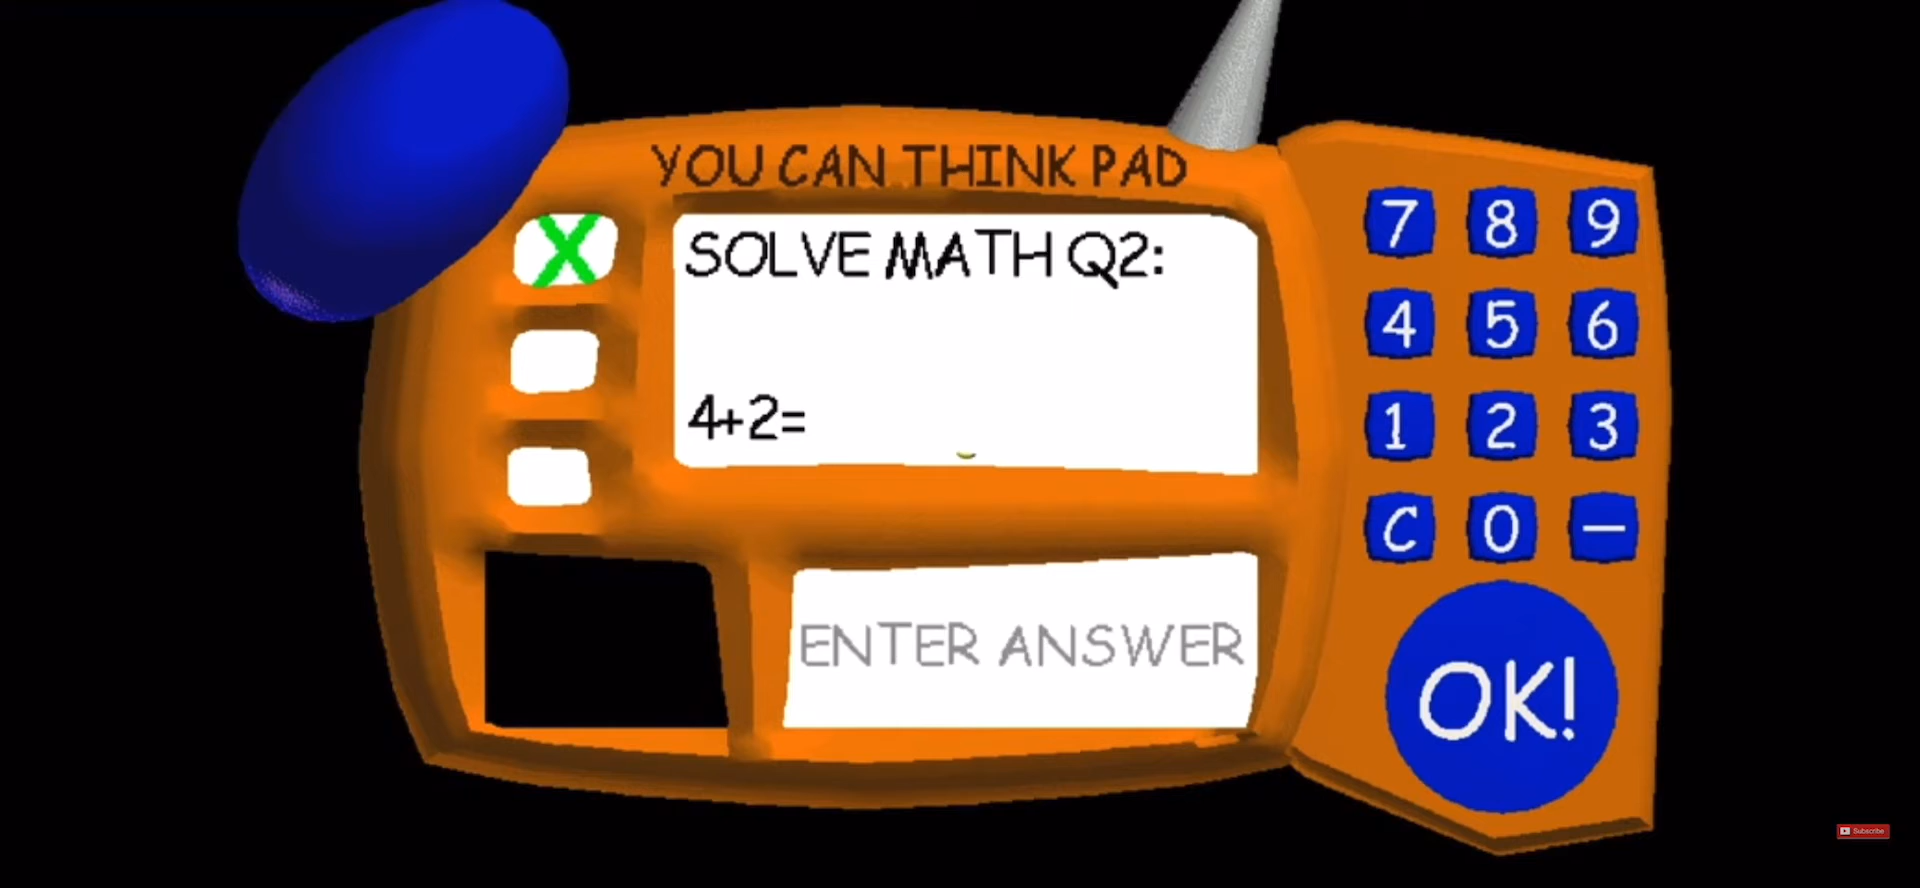 YOU CAN THINK PAD
X
SOLVE MATH Q2:
4+2=
ENTER ANSWER
7 8 9
4 5 6
1 2 3
C 0 —
OK!
Subscribe